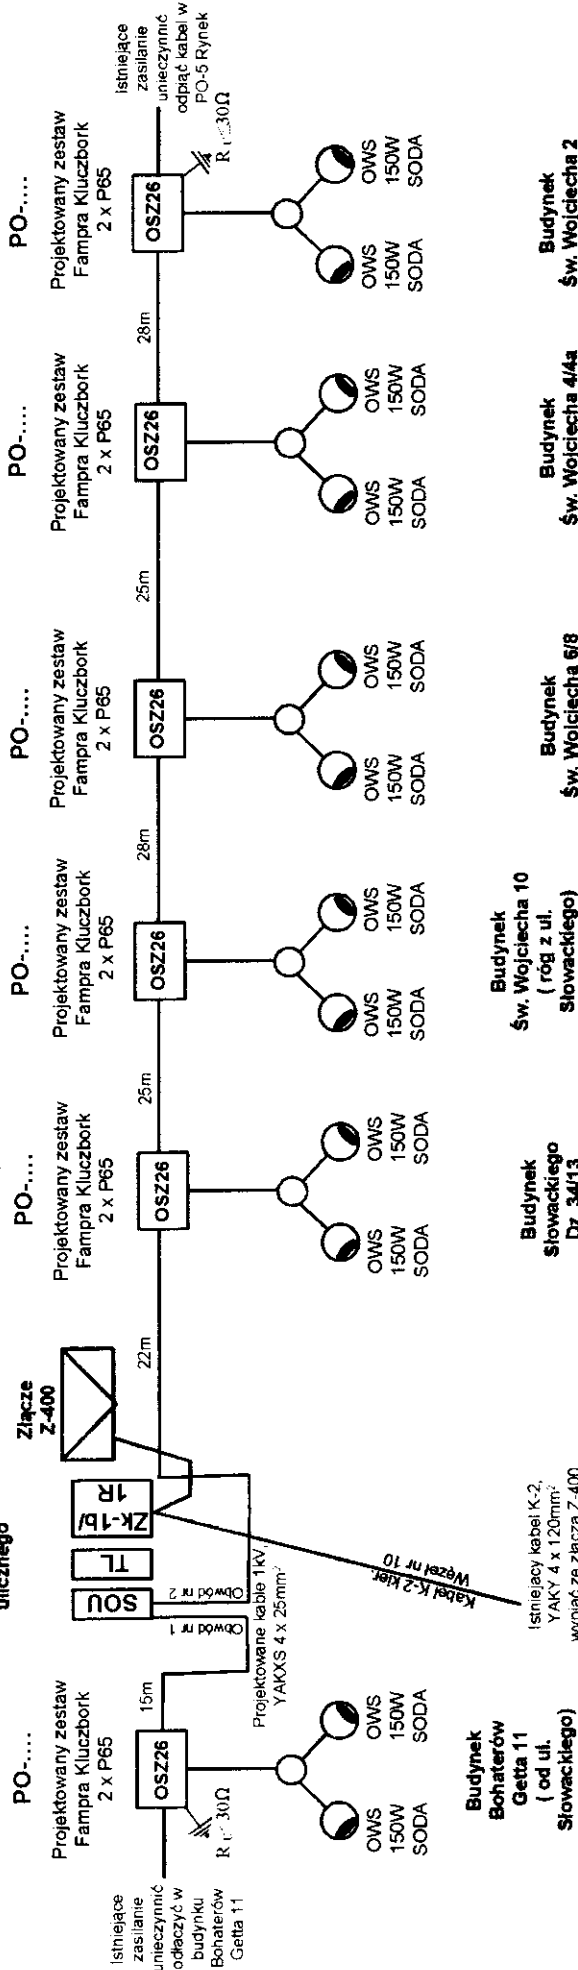 PO-....
Projektowany zestaw
Fampra Kluczbork
2 x P65
Istniejące
zasilanie
unieczynnić
odłączyć w
budynku
Bohaterów
Getta 11
OSZ26
30Ω
15m
OWS
150W
SODA
OWS
150W
SODA
Budynek
Bohaterów
Getta 11
( od ul.
Słowackiego)
ulicznego
SOU
TL
Zk-1b/
1R
Złącze
Z-400
Obwód nr 1
Obwód nr 2
Projektowane kable 1kV,
YAKXS 4 x 25mm²
Kabel K-2 kier.
Węzeł nr 10
Istniejący kabel K-2,
YAKY 4 x 120mm²
wypiąć ze złącza Z-400
22m
PO-....
Projektowany zestaw
Fampra Kluczbork
2 x P65
OSZ26
OWS
150W
SODA
OWS
150W
SODA
Budynek
Słowackiego
Dz. 34/13
25m
PO-....
Projektowany zestaw
Fampra Kluczbork
2 x P65
OSZ26
OWS
150W
SODA
OWS
150W
SODA
Budynek
Św. Wojciecha 10
( róg z ul.
Słowackiego)
28m
PO-....
Projektowany zestaw
Fampra Kluczbork
2 x P65
OSZ26
OWS
150W
SODA
OWS
150W
SODA
Budynek
Św. Wojciecha 6/8
25m
PO-....
Projektowany zestaw
Fampra Kluczbork
2 x P65
OSZ26
OWS
150W
SODA
OWS
150W
SODA
Budynek
Św. Wojciecha 4/4a
28m
PO-....
Projektowany zestaw
Fampra Kluczbork
2 x P65
OSZ26
30Ω
OWS
150W
SODA
OWS
150W
SODA
Budynek
Św. Wojciecha 2
Istniejące
zasilanie
unieczynnić
odpiąć kabel w
PO-5 Rynek